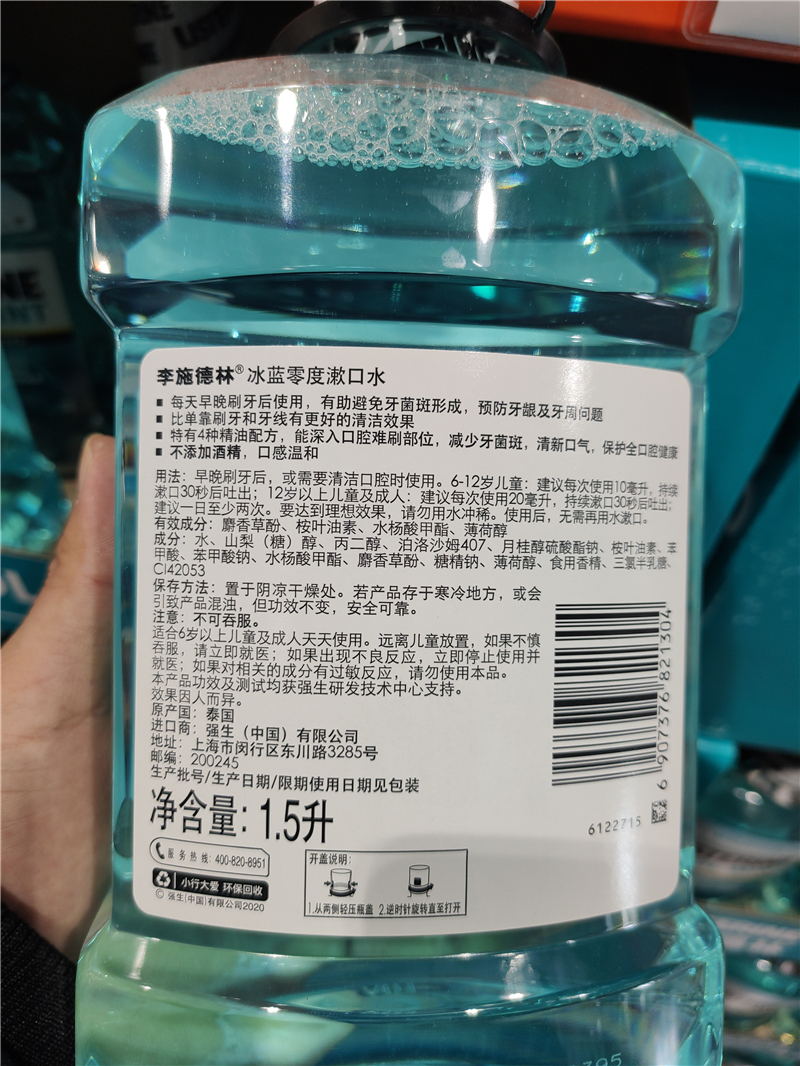 李施德林®冰蓝零度漱口水
■ 每天早晚刷牙后使用，有助避免牙菌斑形成，预防牙龈及牙周问题
■ 比单靠刷牙和牙线有更好的清洁效果
■ 特有4种精油配方，能深入口腔难刷部位，减少牙菌斑，清新口气，保护全口腔健康
■ 不添加酒精，口感温和
用法：早晚刷牙后，或需要清洁口腔时使用。6-12岁儿童：建议每次使用10毫升，持续
漱口30秒后吐出；12岁以上儿童及成人：建议每次使用20毫升，持续漱口30秒后吐出；
建议一日至少两次。要达到理想效果，请勿用水冲稀。使用后，无需再用水漱口。
有效成分：麝香草酚、桉叶油素、水杨酸甲酯、薄荷醇
成分：水、山梨（糖）醇、丙二醇、泊洛沙姆407、月桂醇硫酸酯钠、桉叶油素、苯
甲酸、苯甲酸钠、水杨酸甲酯、麝香草酚、糖精钠、薄荷醇、食用香精、三氯半乳糖、
CI42053
保存方法：置于阴凉干燥处。若产品存于寒冷地方，或会
引致产品混浊，但功效不变，安全可靠。
注意：不可吞服。
适合6岁以上儿童及成人天天使用。远离儿童放置，如果不慎
吞服，请立即就医；如果出现不良反应，立即停止使用并
就医；如果对相关的成分有过敏反应，请勿使用本品。
本产品功效及测试均获强生研发技术中心支持。
效果因人而异。
原产国：泰国
进口商：强生（中国）有限公司
地址：上海市闵行区东川路3285号
邮编：200245
生产批号/生产日期/限期使用日期见包装
净含量：1.5升
6 907376 821304
6122715
服务热线：400-820-8951
小行大爱 环保回收
© 强生(中国)有限公司2020
开盖说明：
1.从两侧轻压瓶盖 2.逆时针旋转直至打开
NE
INT